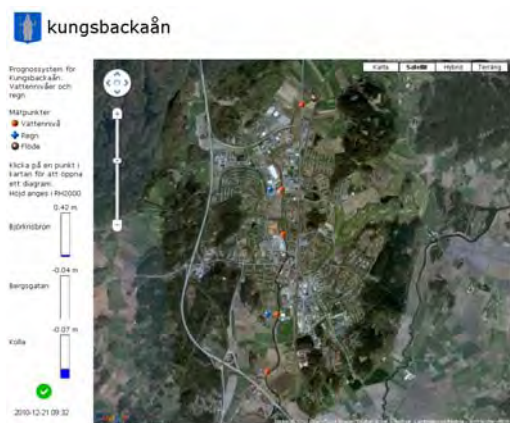 kungsbackaån
Prognossystem för
Kungsbackaån.
Vattennivåer och
regn
Mätpunkter
Vattennivå
Regn
Flöde
Klicka på en punkt i
kartan för att öppna
ett diagram.
Höjd anges i RH2000
0.42 m
Björkrisbron
-0.04 m
Bergsgatan
-0.07 m
Kolla
2010-12-21 09:32
Karta Satellit Hybrid Terräng